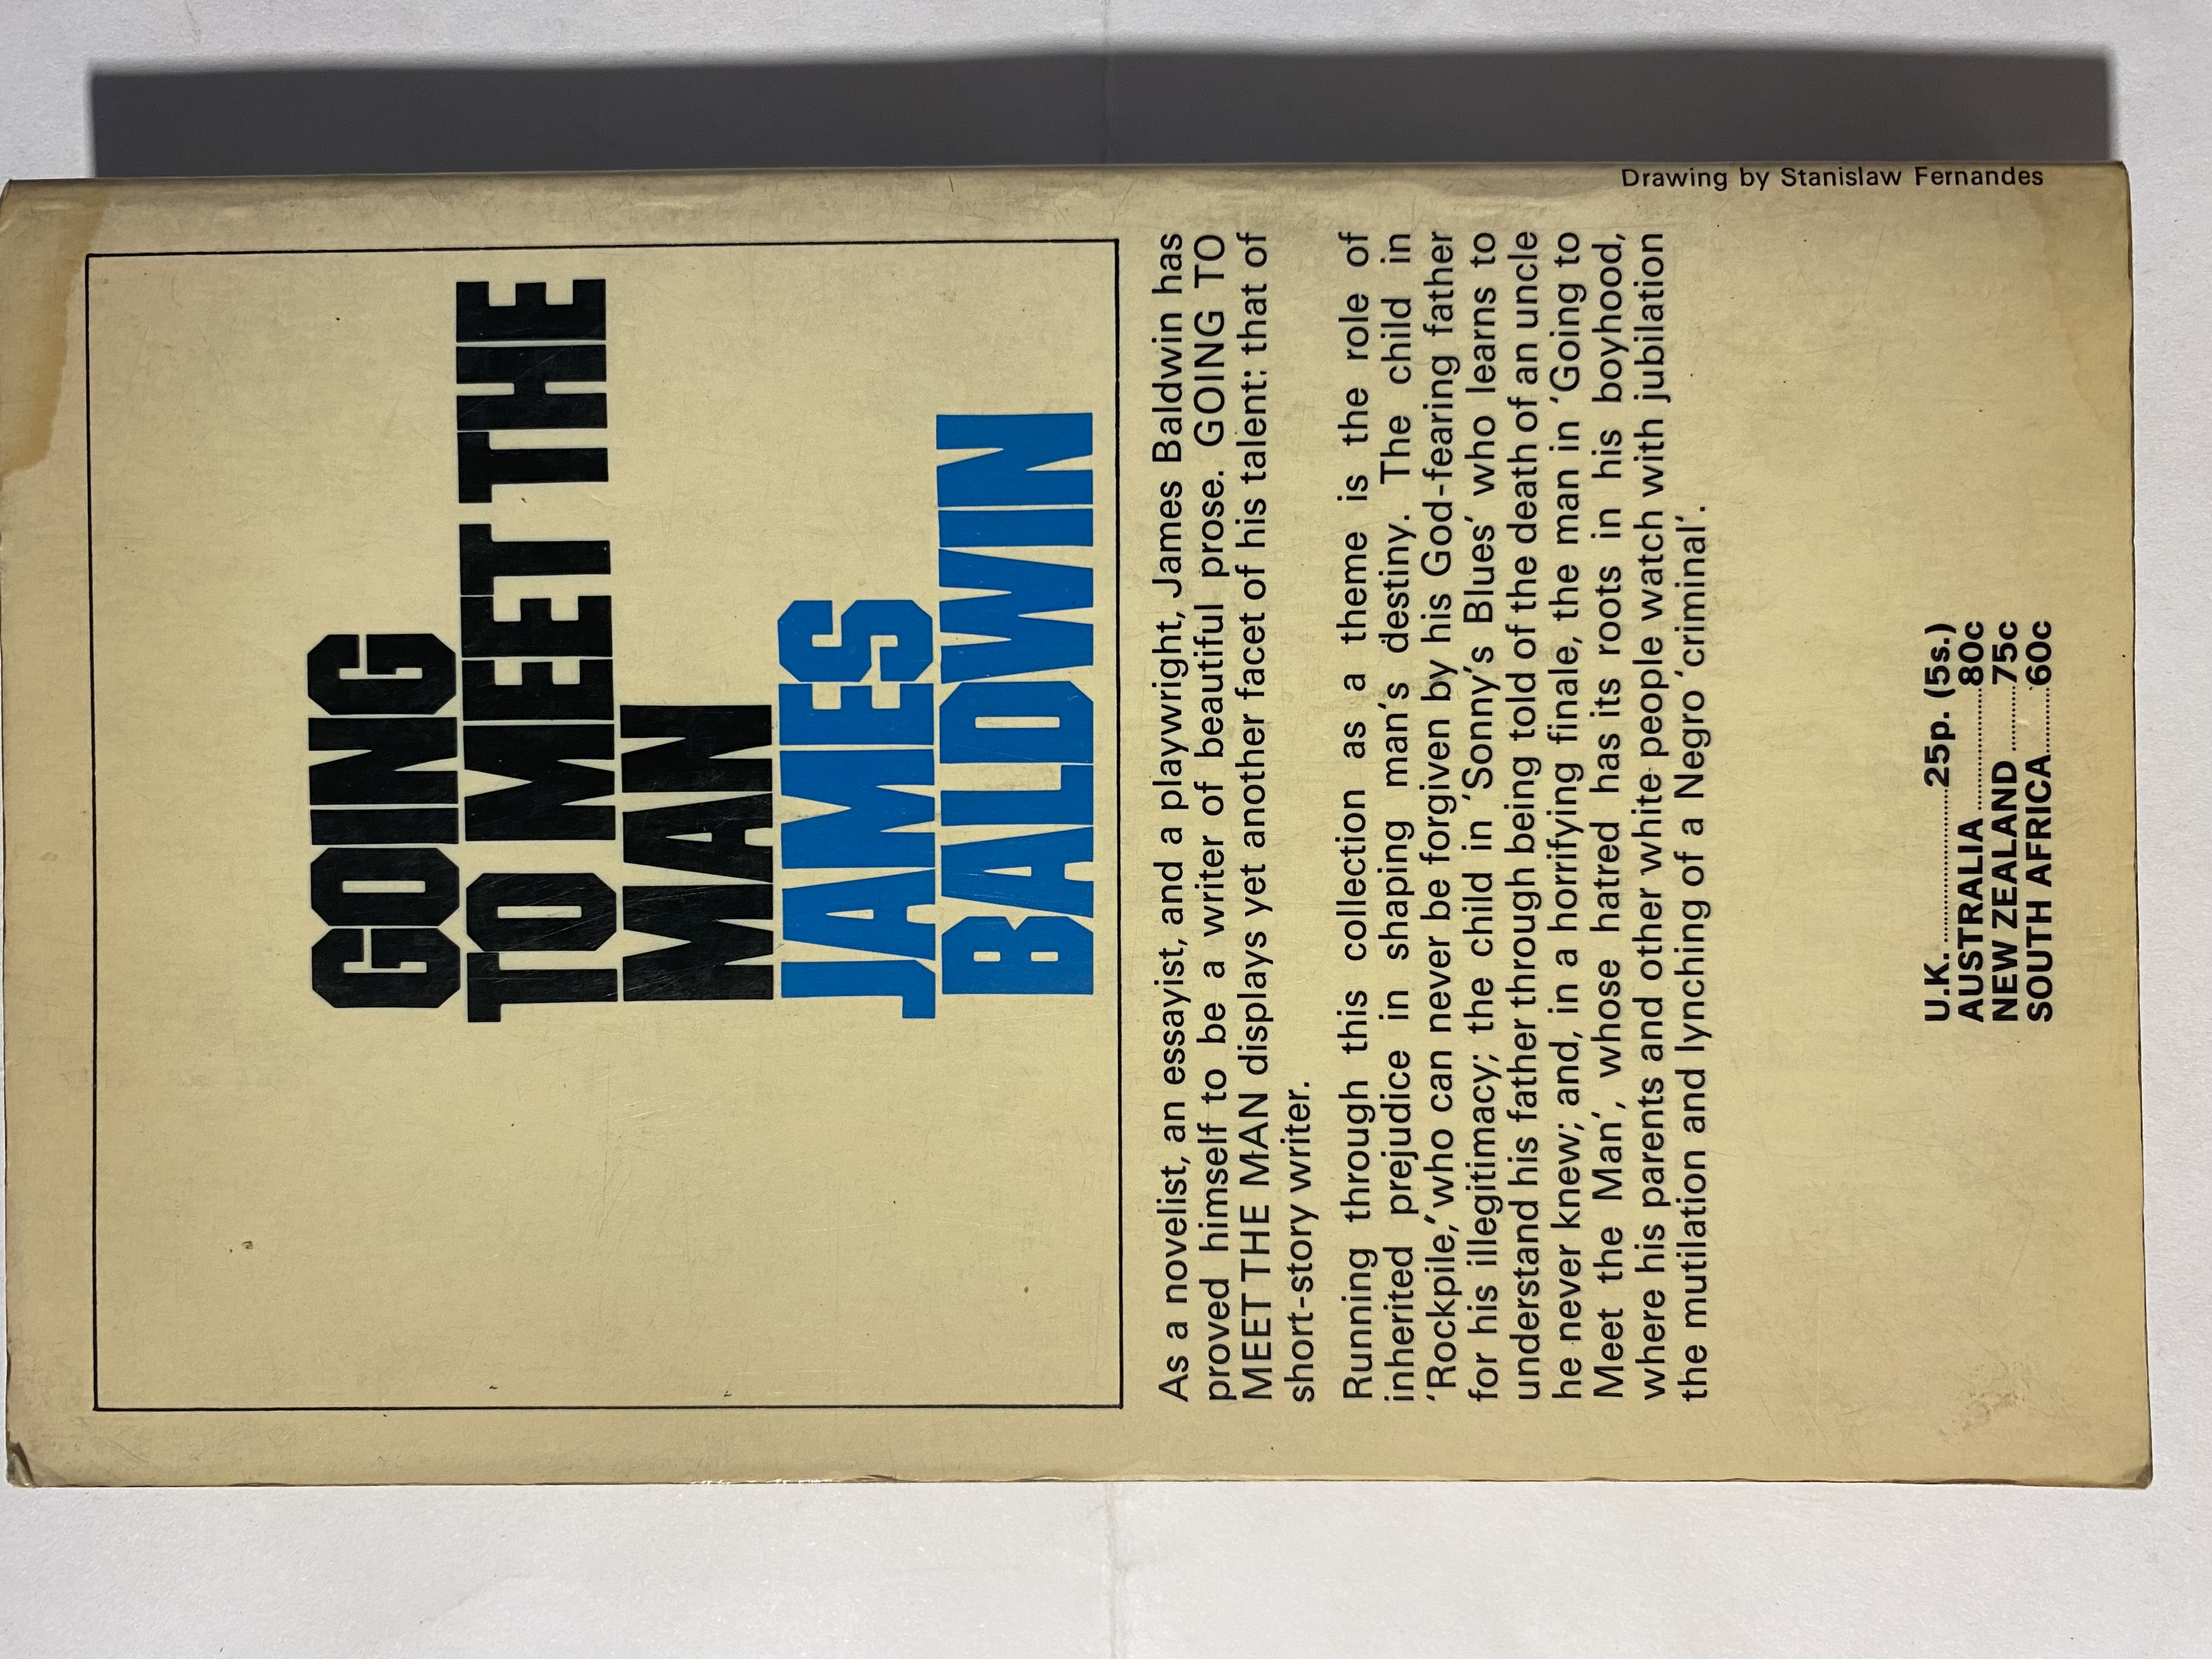 GOING
TO MEET THE
MAN
JAMES
BALDWIN
As a novelist, an essayist, and a playwright, James Baldwin has
proved himself to be a writer of beautiful prose. GOING TO
MEET THE MAN displays yet another facet of his talent: that of
short-story writer.
Running through this collection as a theme is the role of
inherited prejudice in shaping man‘s destiny. The child in
‘Rockpile,’ who can never be forgiven by his God-fearing father
for his illegitimacy; the child in ‘Sonny’s Blues’ who learns to
understand his father through being told of the death of an uncle
he never knew; and, in a horrifying finale, the man in ‘Going to
Meet the Man‘, whose hatred has its roots in his boyhood,
where his parents and other white people watch with jubilation
the mutilation and lynching of a Negro ‘criminal‘.
U.K. ............................25p. (5s.)
AUSTRALIA ......................80c
NEW ZEALAND ............75c
SOUTH AFRICA............60c
Drawing by Stanislaw Fernandes